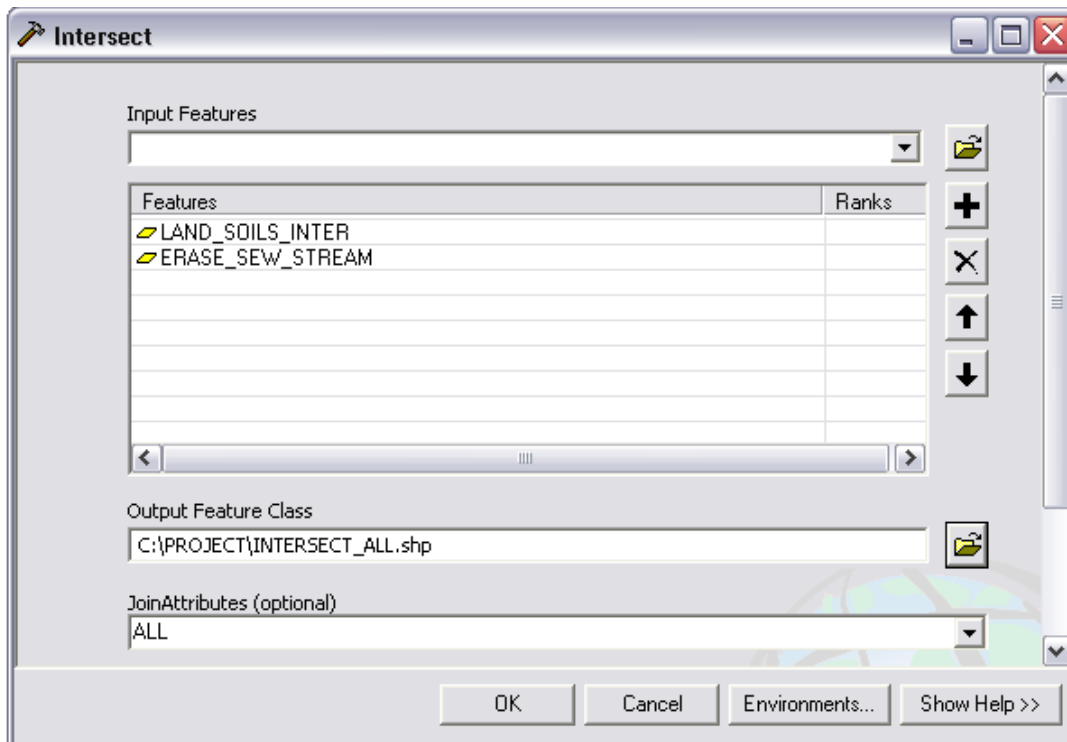 Intersect
Input Features
Features Ranks
LAND_SOILS_INTER
ERASE_SEW_STREAM
Output Feature Class
C:\PROJECT\INTERSECT_ALL.shp
JoinAttributes (optional)
ALL
OK Cancel Environments... Show Help >>